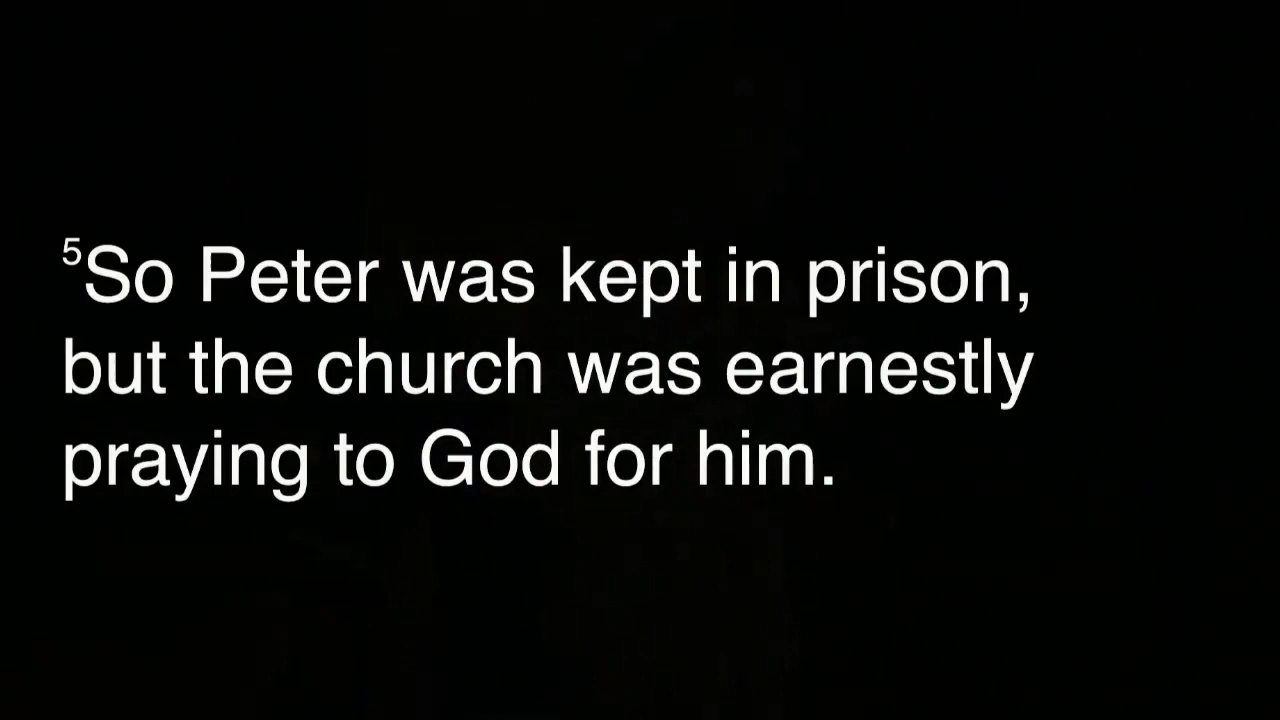 ⁵So Peter was kept in prison,
but the church was earnestly
praying to God for him.